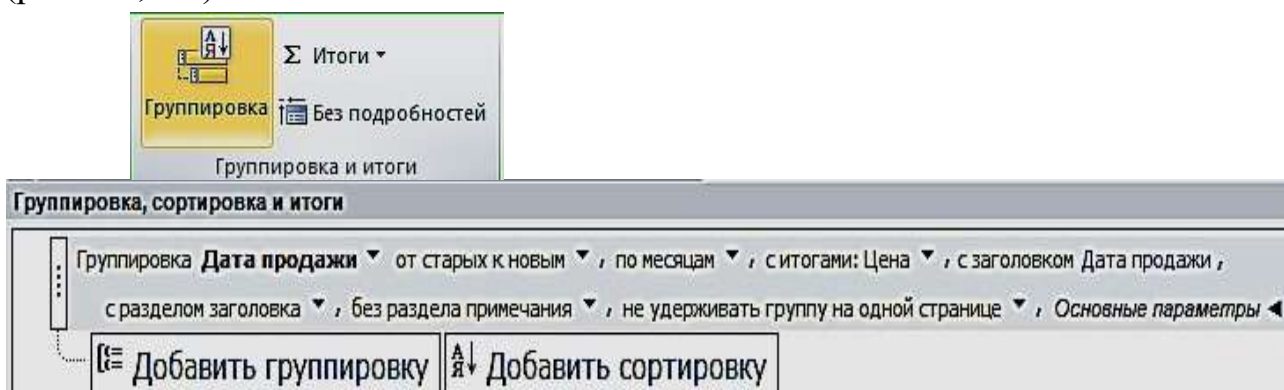 Σ Итоги
Группировка
Без подробностей
Группировка и итоги
Группировка, сортировка и итоги
Группировка Дата продажи от старых к новым , по месяцам , с итогами: Цена , с заголовком Дата продажи ,
с разделом заголовка , без раздела примечания , не удерживать группу на одной странице , Основные параметры
Добавить группировку Добавить сортировку